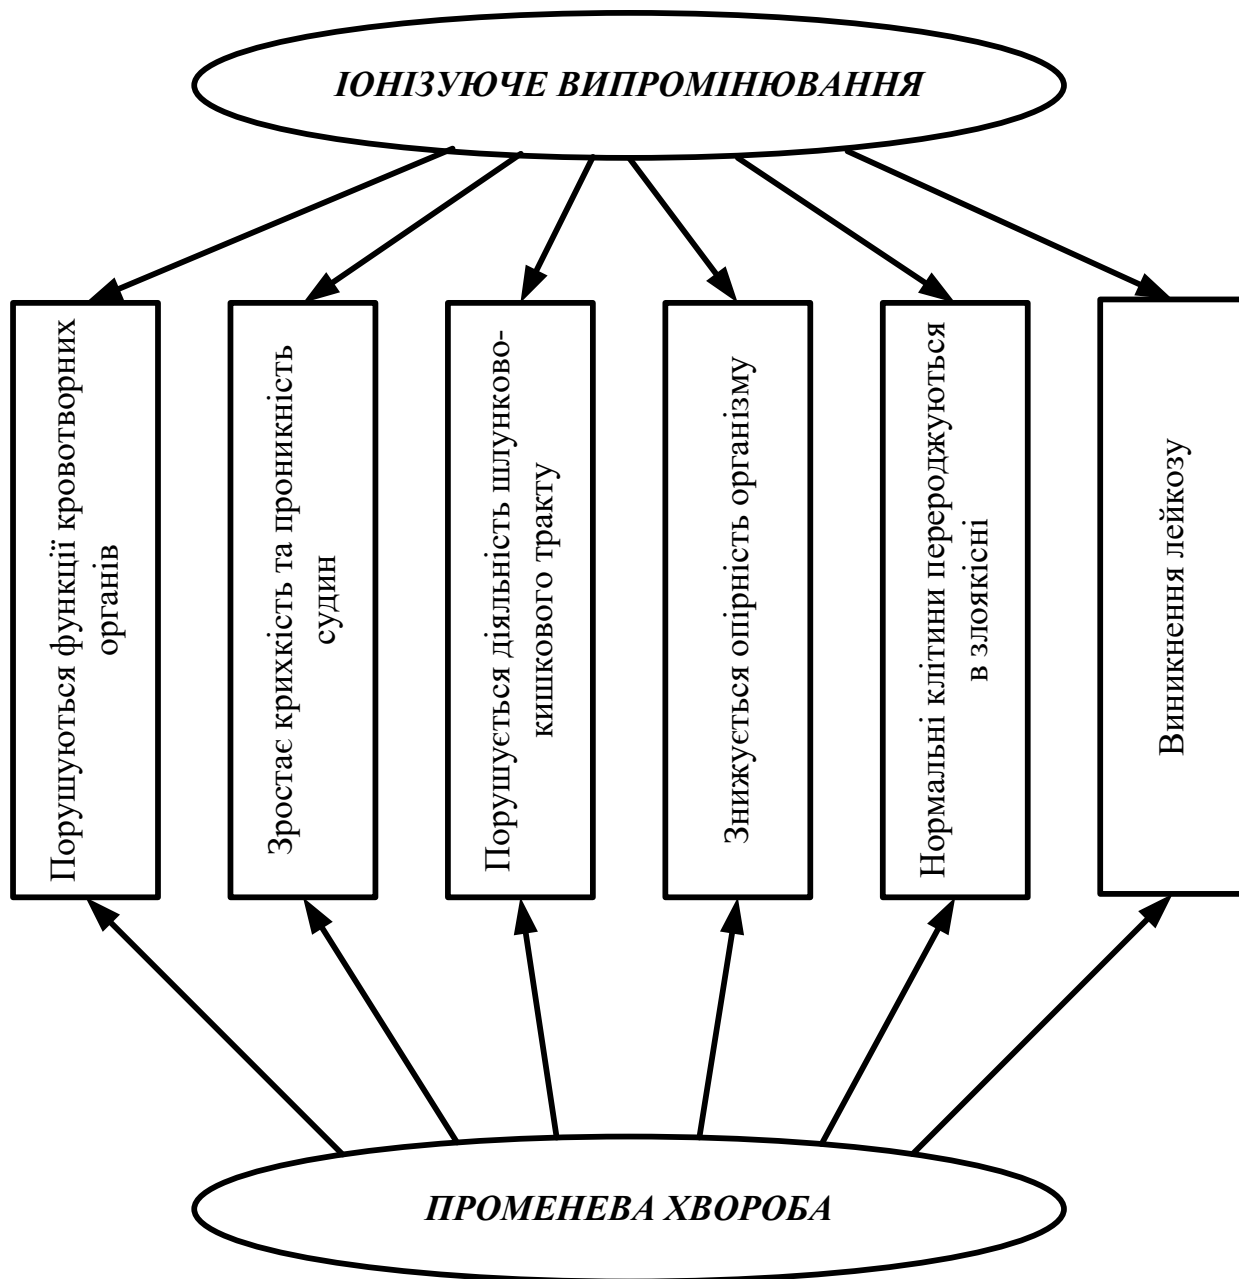 ІОНІЗУЮЧЕ ВИПРОМІНЮВАННЯ
Порушуються функції кровотворних
органів
Зростає крихкість та проникність
судин
Порушується діяльність шлунково-
кишкового тракту
Знижується опірність організму
Нормальні клітини перероджуються
в злоякісні
Виникнення лейкозу
ПРОМЕНЕВА ХВОРОБА